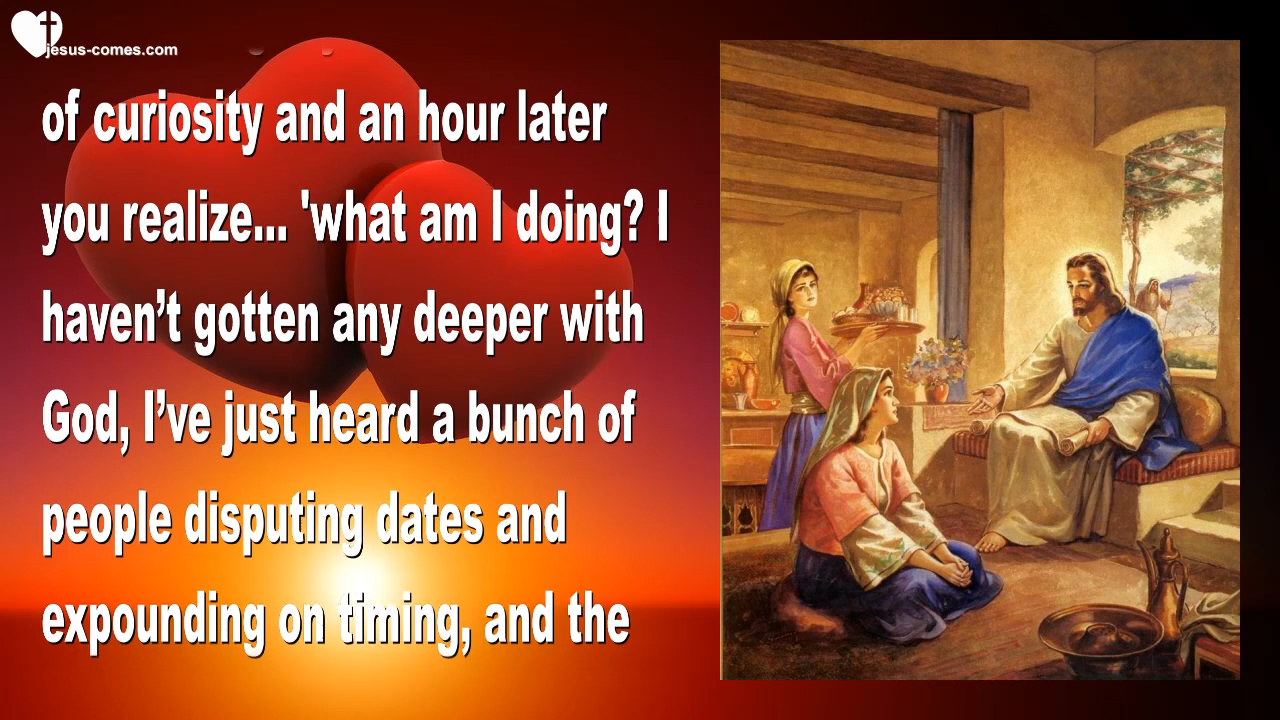 jesus-comes.com
of curiosity and an hour later
you realize... 'what am I doing? I
haven’t gotten any deeper with
God, I’ve just heard a bunch of
people disputing dates and
expounding on timing, and the